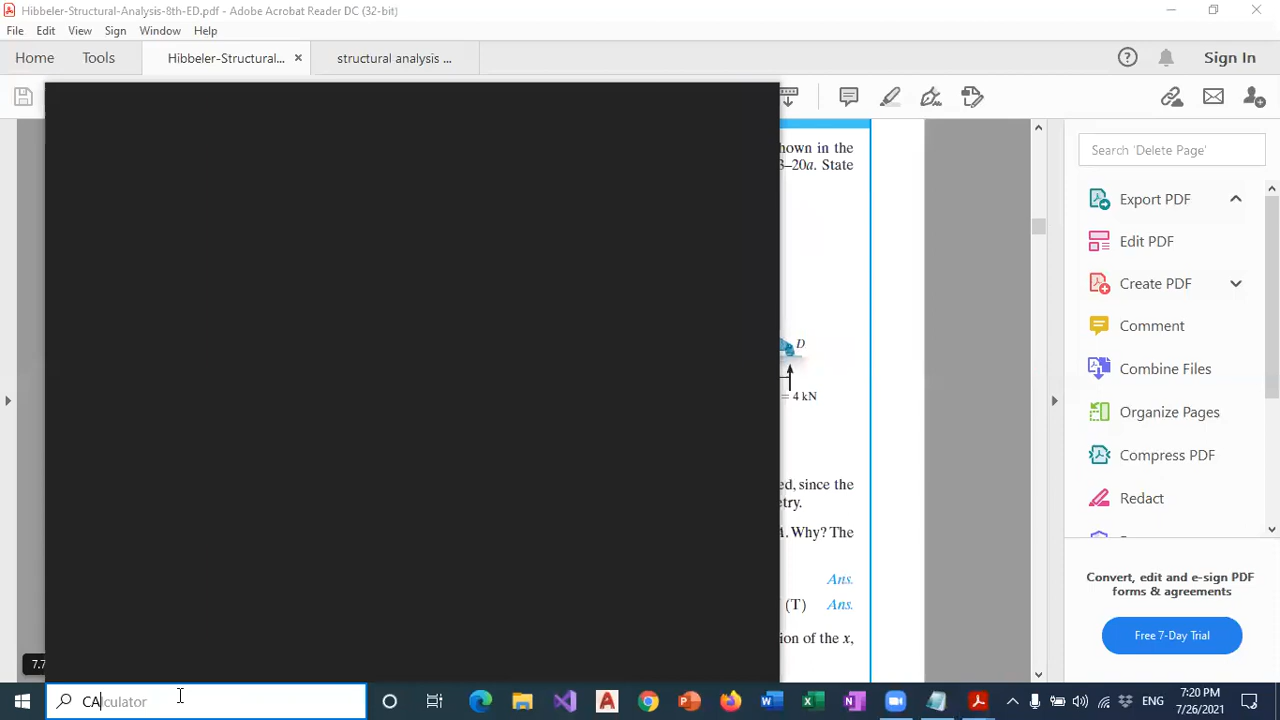 Hibbeler-Structural-Analysis-8th-ED.pdf - Adobe Acrobat Reader DC (32-bit)
File Edit View Sign Window Help
Home Tools Hibbeler-Structural... × structural analysis ... Sign In
hown in the
3–20a. State
D
= 4 kN
ed, since the
etry.
. Why? The
Ans.
(T) Ans.
ion of the x,
Search 'Delete Page'
Export PDF
Edit PDF
Create PDF
Comment
Combine Files
Organize Pages
Compress PDF
Redact
Convert, edit and e-sign PDF
forms & agreements
Free 7-Day Trial
7.7
CAlculator
ENG
7:20 PM
7/26/2021